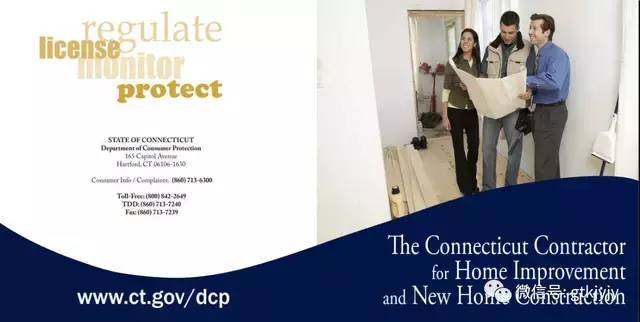 regulate
license
monitor
protect
STATE OF CONNECTICUT
Department of Consumer Protection
165 Capitol Avenue
Hartford, CT 06106-1630
Consumer Info / Complaints: (860) 713-6300
Toll-Free: (800) 842-2649
TDD: (860) 713-7240
Fax: (860) 713-7239
www.ct.gov/dcp
The Connecticut Contractor
for Home Improvement
and New Home Construction
微信号: gtkjyjy